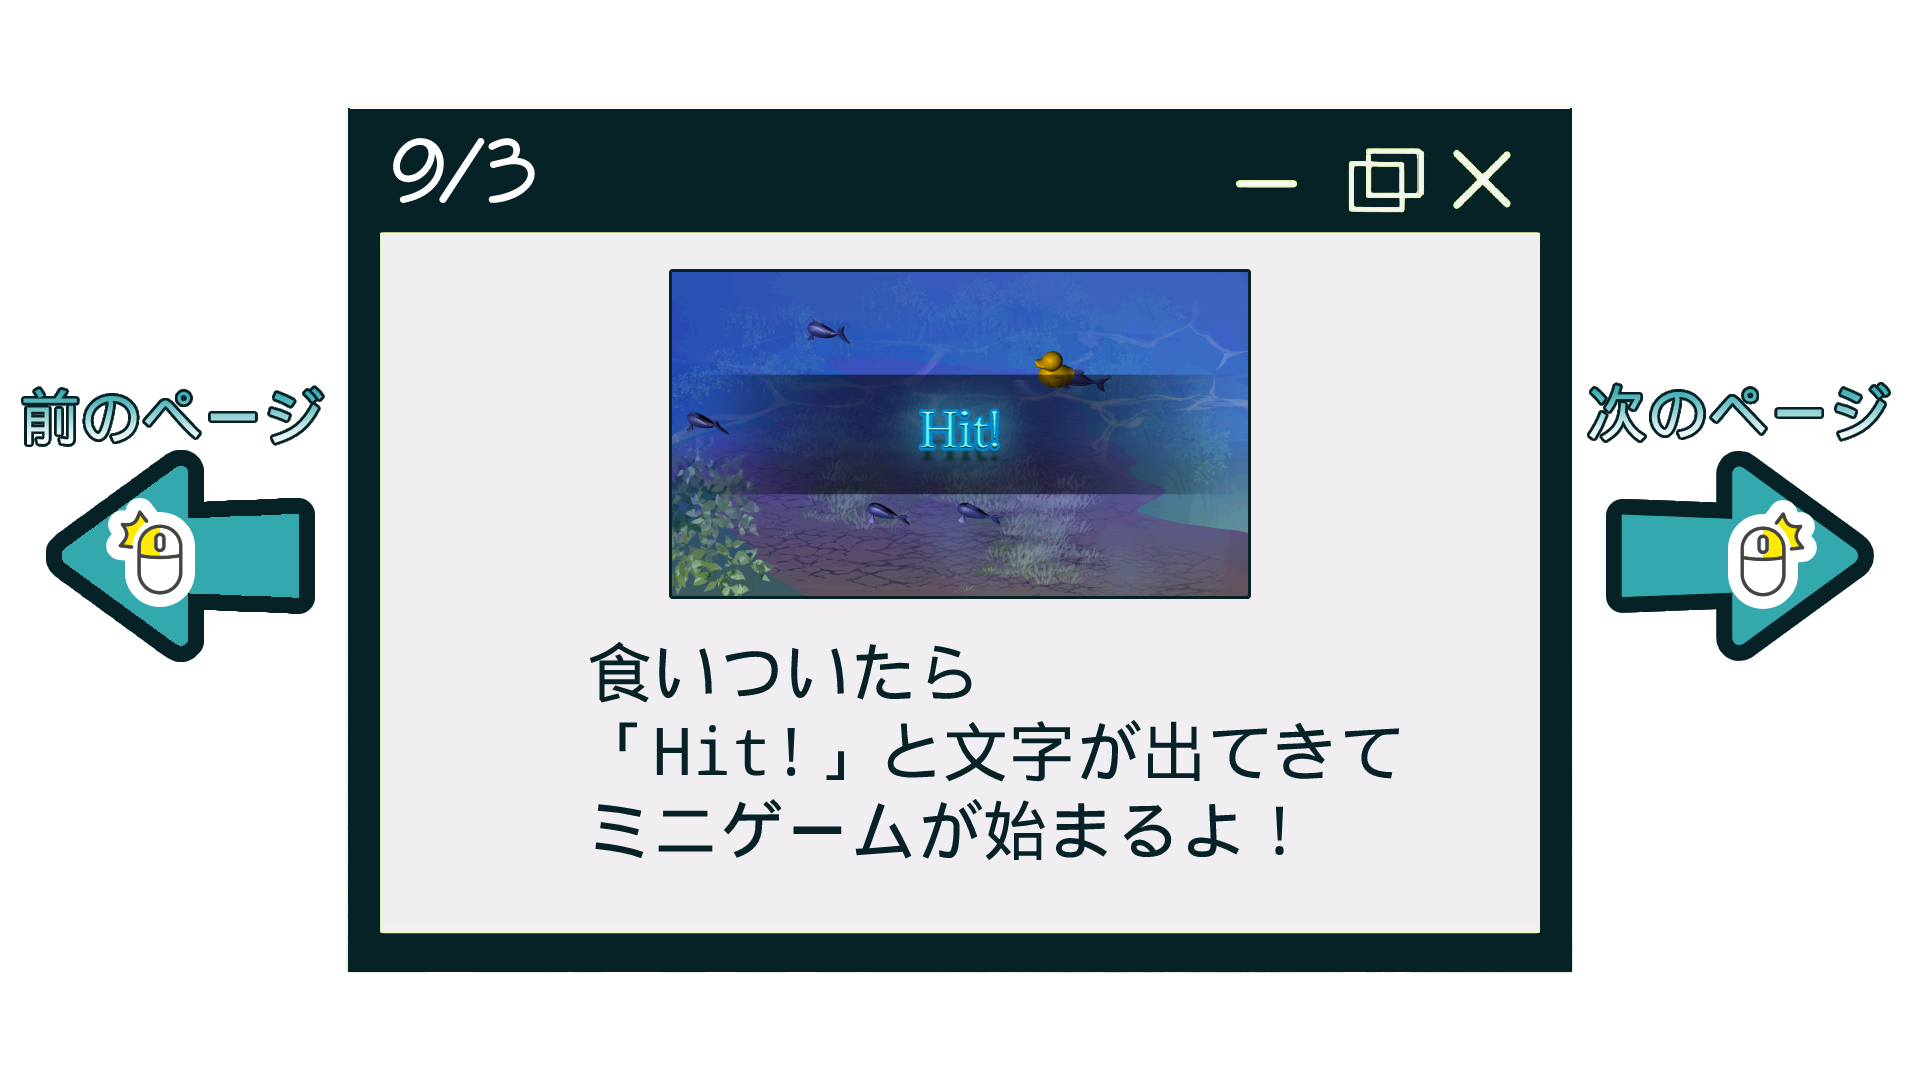 9/3
前のページ
Hit!
次のページ
食いついたら
「Hit!」と文字が出てきて
ミニゲームが始まるよ！